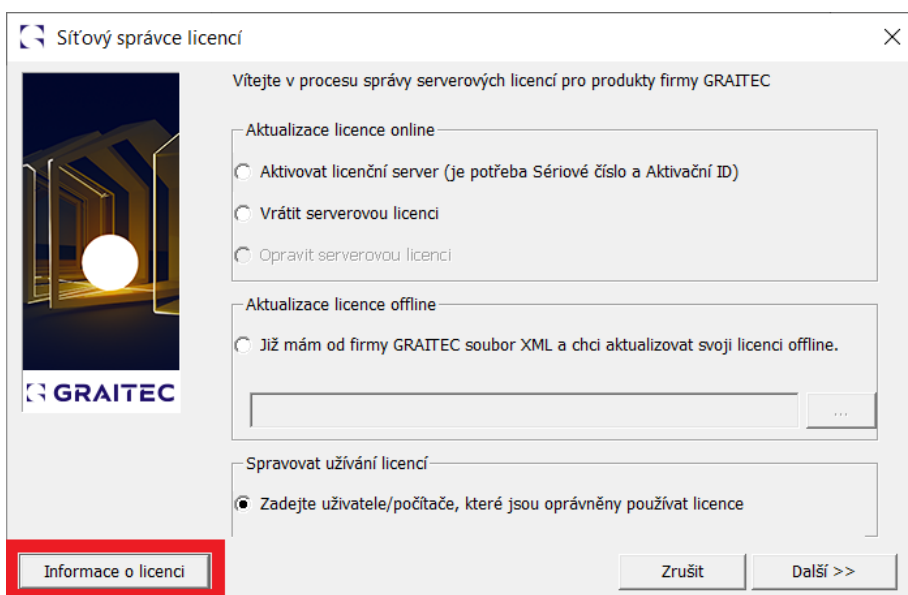 Síťový správce licencí
Vítejte v procesu správy serverových licencí pro produkty firmy GRAITEC
Aktualizace licence online
Aktivovat licenční server (je potřeba Sériové číslo a Aktivační ID)
Vrátit serverovou licenci
Opravit serverovou licenci
Aktualizace licence offline
Již mám od firmy GRAITEC soubor XML a chci aktualizovat svoji licenci offline.
...
GRAITEC
Spravovat užívání licencí
Zadejte uživatele/počítače, které jsou oprávněny používat licence
Informace o licenci
Zrušit
Další >>